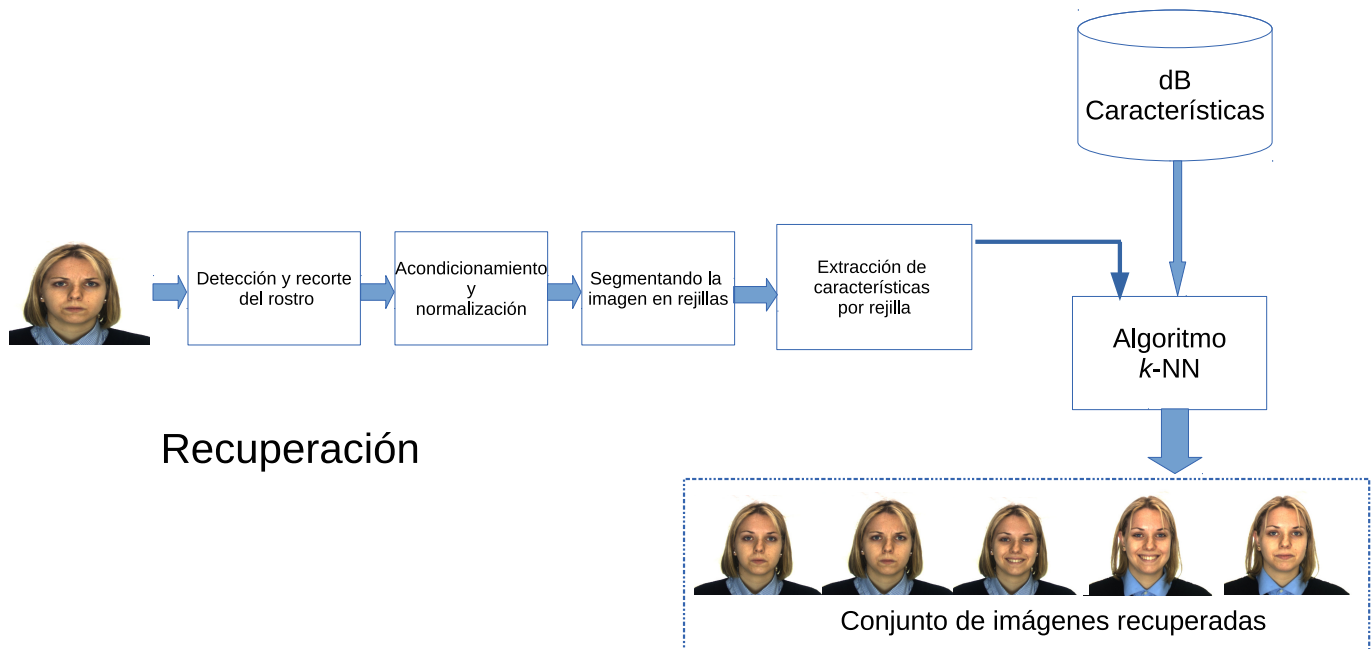 dB
Características
Detección y recorte
del rostro
Acondicionamiento
y
normalización
Segmentando la
imagen en rejillas
Extracción de
características
por rejilla
Algoritmo
k-NN
Recuperación
Conjunto de imágenes recuperadas